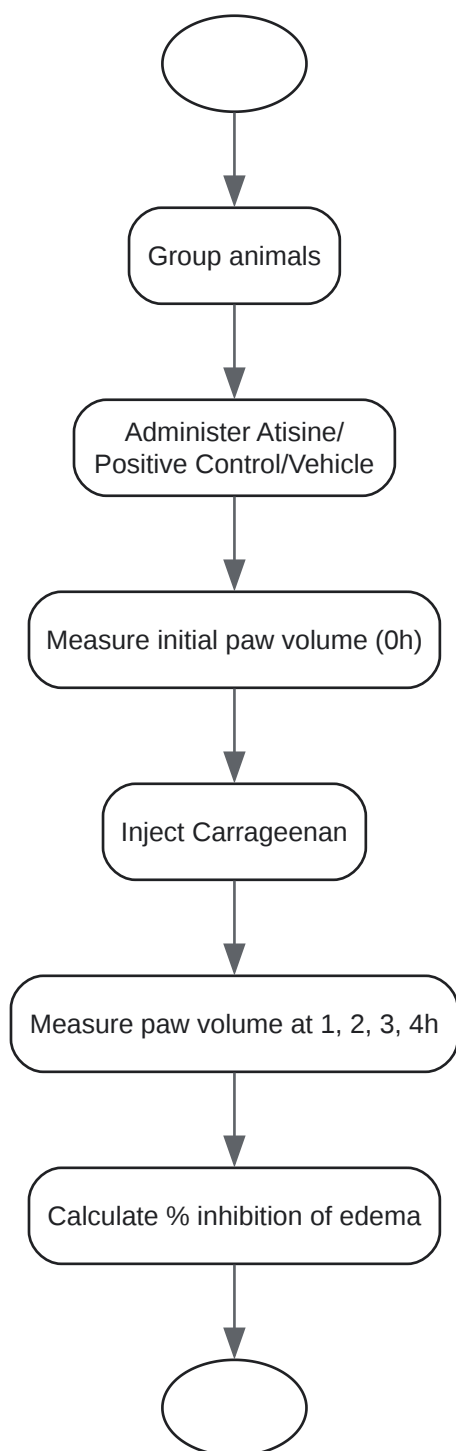 Group animals
Administer Atisine/
Positive Control/Vehicle
Measure initial paw volume (0h)
Inject Carrageenan
Measure paw volume at 1, 2, 3, 4h
Calculate % inhibition of edema